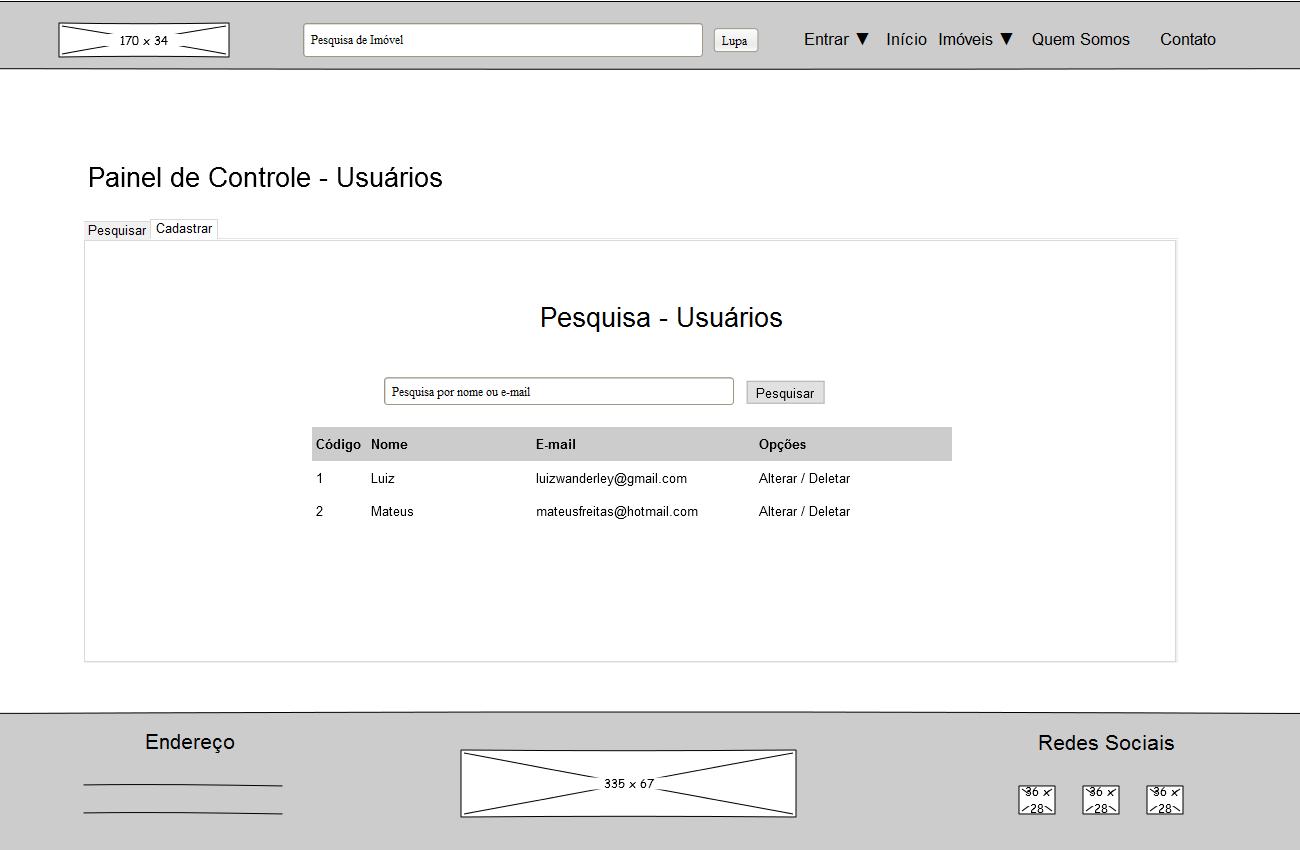 170 x 34
Pesquisa de Imóvel
Lupa
Entrar ▼ Início Imóveis ▼ Quem Somos Contato
Painel de Controle - Usuários
Pesquisar Cadastrar
Pesquisa - Usuários
Pesquisa por nome ou e-mail
Pesquisar
Código Nome E-mail Opções
1 Luiz luizwanderley@gmail.com Alterar / Deletar
2 Mateus mateusfreitas@hotmail.com Alterar / Deletar
Endereço
335 x 67
Redes Sociais
36 x 28
36 x 28
36 x 28